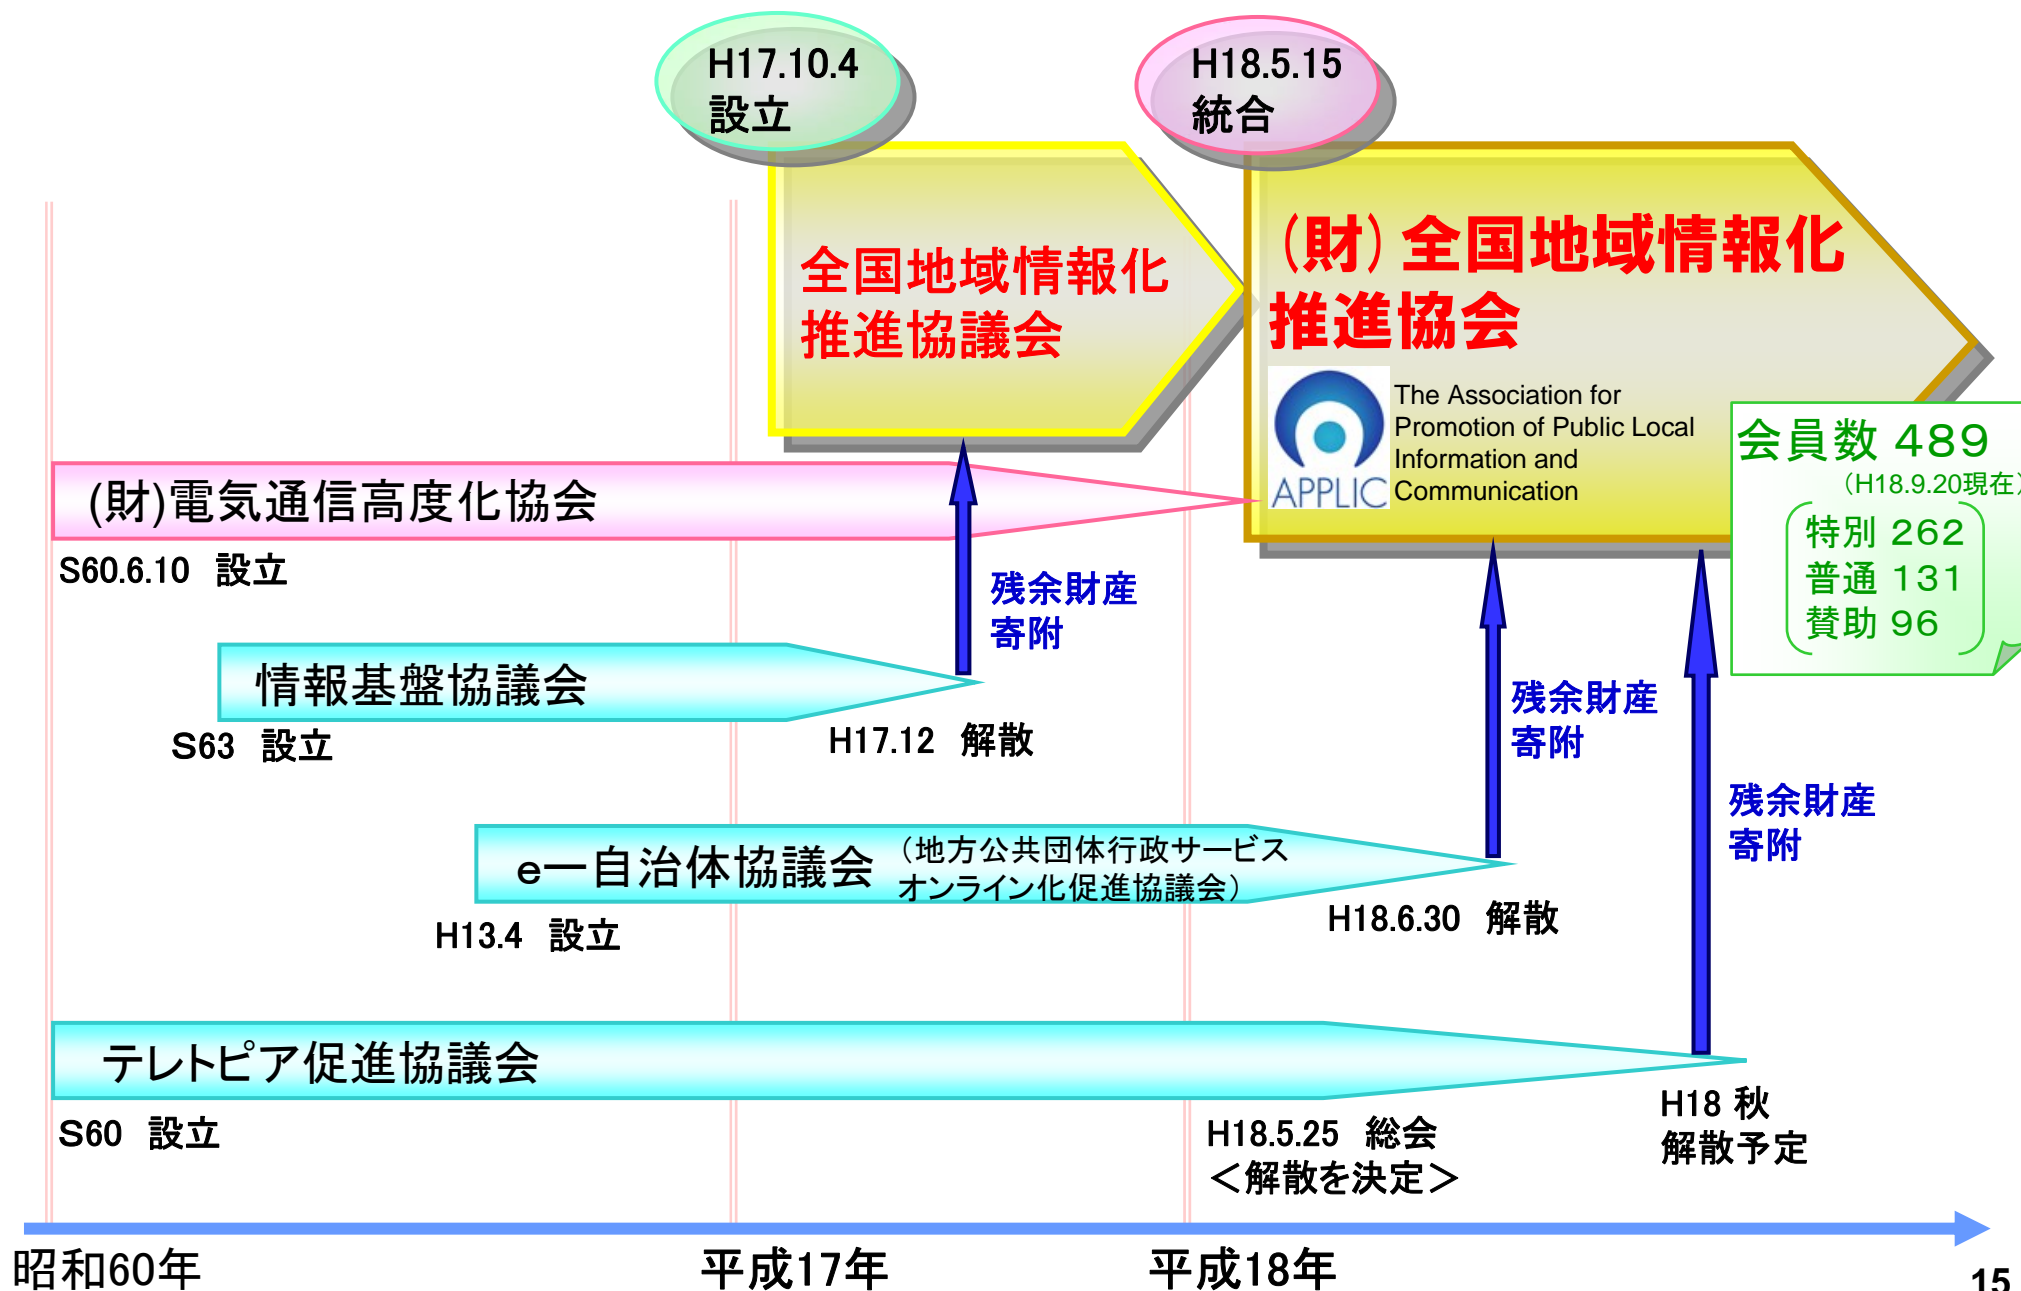 H17.10.4
設立
H18.5.15
統合
全国地域情報化
推進協議会
(財)全国地域情報化
推進協会
APPLIC
The Association for
Promotion of Public Local
Information and
Communication
会員数 489
(H18.9.20現在)
特別 262
普通 131
賛助 96
(財)電気通信高度化協会
S60.6.10 設立
残余財産
寄附
情報基盤協議会
S63 設立
H17.12 解散
残余財産
寄附
e－自治体協議会
(地方公共団体行政サービス
オンライン化促進協議会)
H13.4 設立
H18.6.30 解散
残余財産
寄附
テレトピア促進協議会
S60 設立
H18.5.25 総会
＜解散を決定＞
H18 秋
解散予定
昭和60年
平成17年
平成18年
15